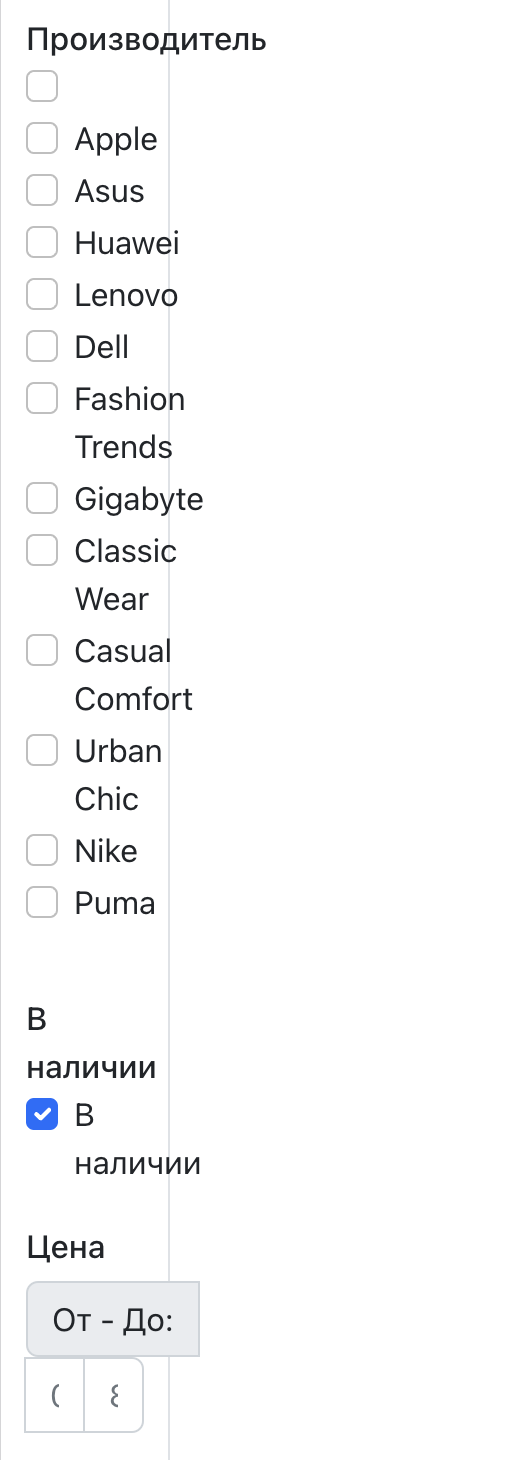 Производитель
Apple
Asus
Huawei
Lenovo
Dell
Fashion
Trends
Gigabyte
Classic
Wear
Casual
Comfort
Urban
Chic
Nike
Puma
В
наличии
В
наличии
Цена
От - До: